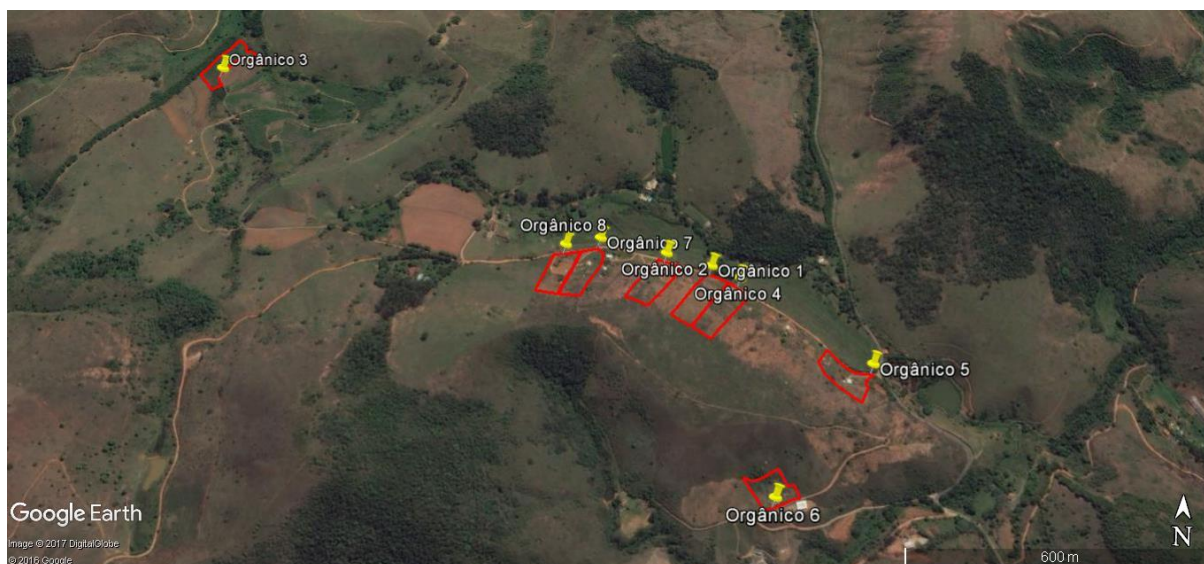 Orgânico 3
Orgânico 8
Orgânico 7
Orgânico 2
Orgânico 1
Orgânico 4
Orgânico 5
Orgânico 6
Google Earth
N
Image © 2017 DigitalGlobe
© 2016 Google
600 m